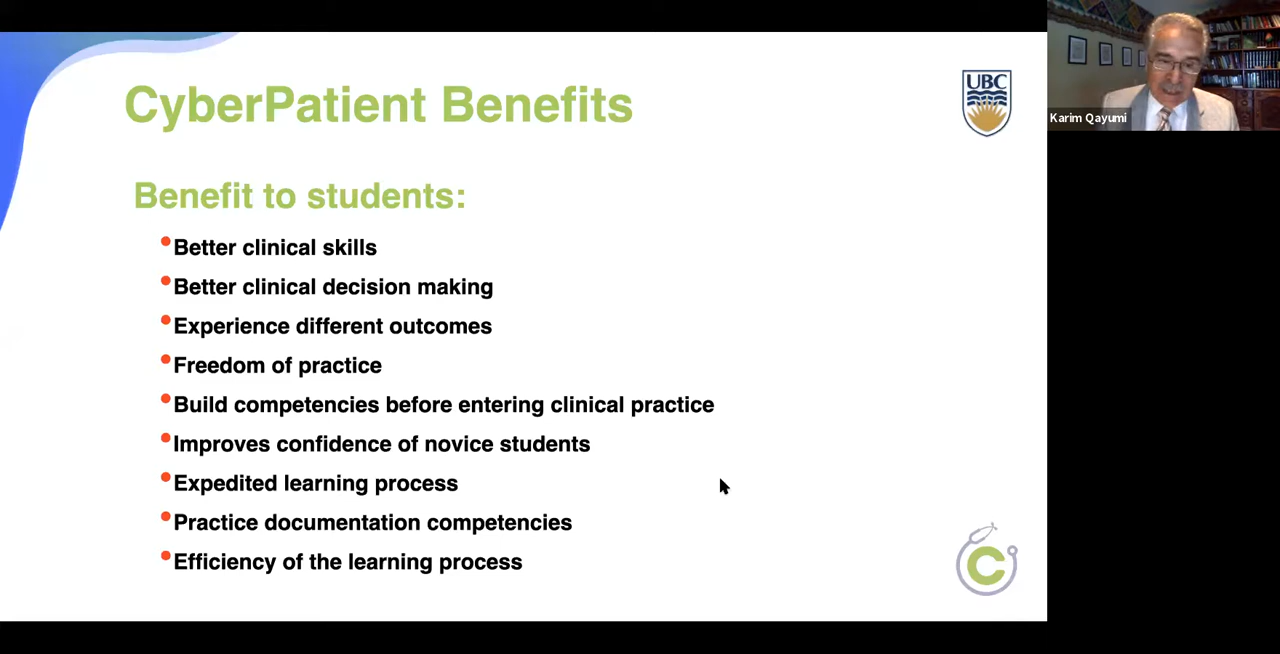 CyberPatient Benefits
UBC
Karim Qayumi
Benefit to students:
Better clinical skills
Better clinical decision making
Experience different outcomes
Freedom of practice
Build competencies before entering clinical practice
Improves confidence of novice students
Expedited learning process
Practice documentation competencies
Efficiency of the learning process
C